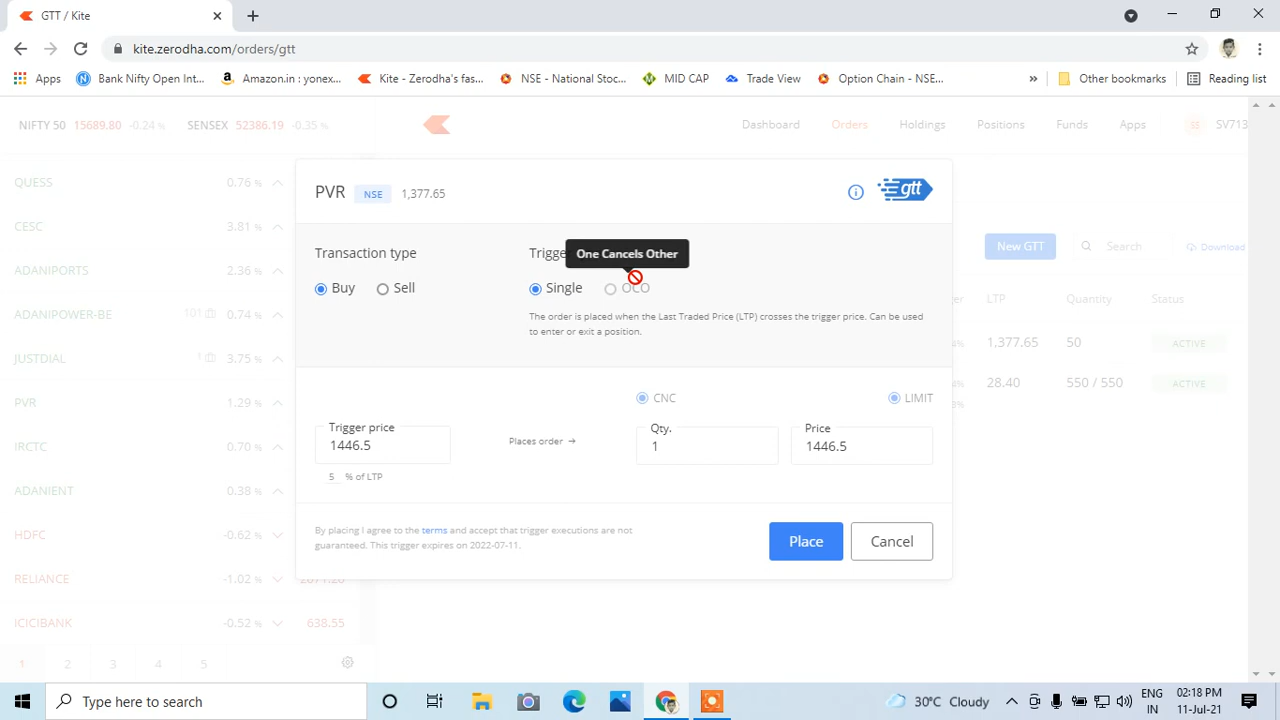 GTT / Kite
kite.zerodha.com/orders/gtt
Apps
Bank Nifty Open Int...
Amazon.in : yonex...
Kite - Zerodha's fas...
NSE - National Stoc...
MID CAP
Trade View
Option Chain - NSE...
»
Other bookmarks
Reading list
NIFTY 50 15689.80 -0.24 %
SENSEX 52386.19 -0.35 %
Dashboard
Orders
Holdings
Positions
Funds
Apps
SS
SV713
QUESS 0.76 %
CESC 3.81 %
ADANIPORTS 2.36 %
ADANIPOWER-BE 101 0.74 %
JUSTDIAL 1 3.75 %
PVR 1.29 %
IRCTC 0.70 %
ADANIENT 0.38 %
HDFC -0.62 %
RELIANCE -1.02 %
ICICIBANK -0.52 % 638.55
1 2 3 4 5
PVR NSE 1,377.65
gtt
Transaction type
Buy Sell
One Cancels Other
Single OCO
The order is placed when the Last Traded Price (LTP) crosses the trigger price. Can be used
to enter or exit a position.
CNC
LIMIT
Trigger price
1446.5
5 % of LTP
Places order →
Qty.
1
Price
1446.5
By placing I agree to the terms and accept that trigger executions are not
guaranteed. This trigger expires on 2022-07-11.
Place
Cancel
New GTT
Search
Download
LTP Quantity Status
1,377.65 50 ACTIVE
28.40 550 / 550 ACTIVE
Type here to search
30°C Cloudy
ENG
IN
02:18 PM
11-Jul-21